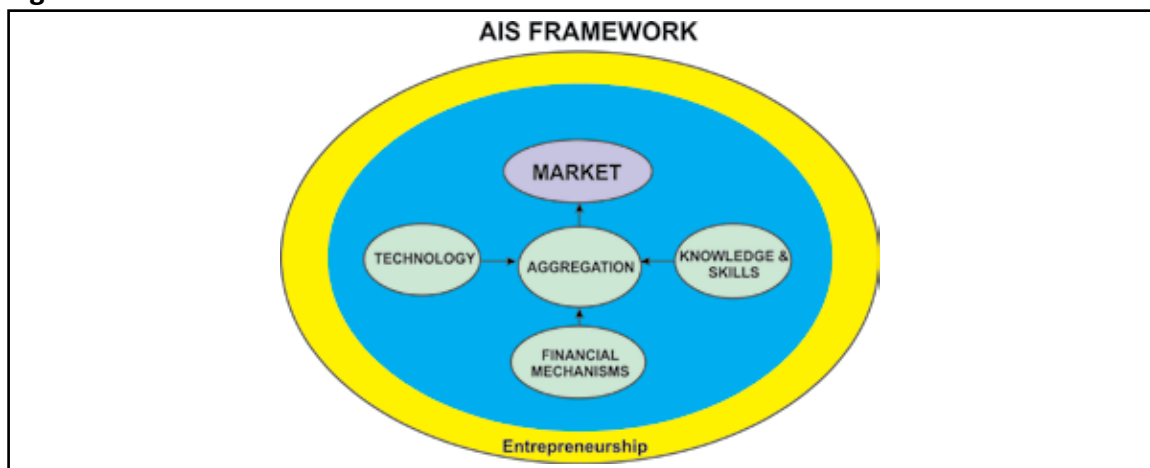 AIS FRAMEWORK
MARKET
TECHNOLOGY
AGGREGATION
KNOWLEDGE &
SKILLS
FINANCIAL
MECHANISMS
Entrepreneurship